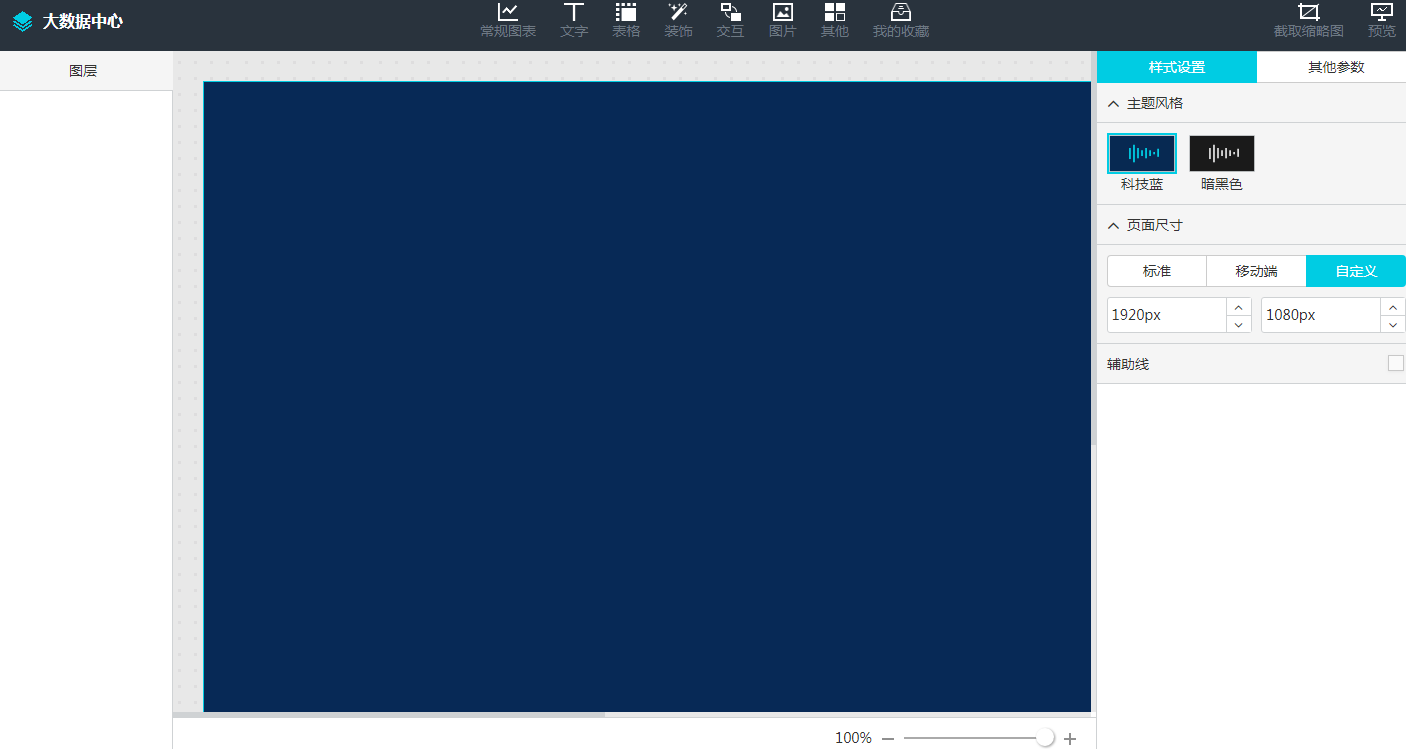 大数据中心
常规图表 文字 表格 装饰 交互 图片 其他 我的收藏
截取缩略图 预览
图层
样式设置 其他参数
主题风格
科技蓝 暗黑色
页面尺寸
标准 移动端 自定义
1920px 1080px
辅助线
100%